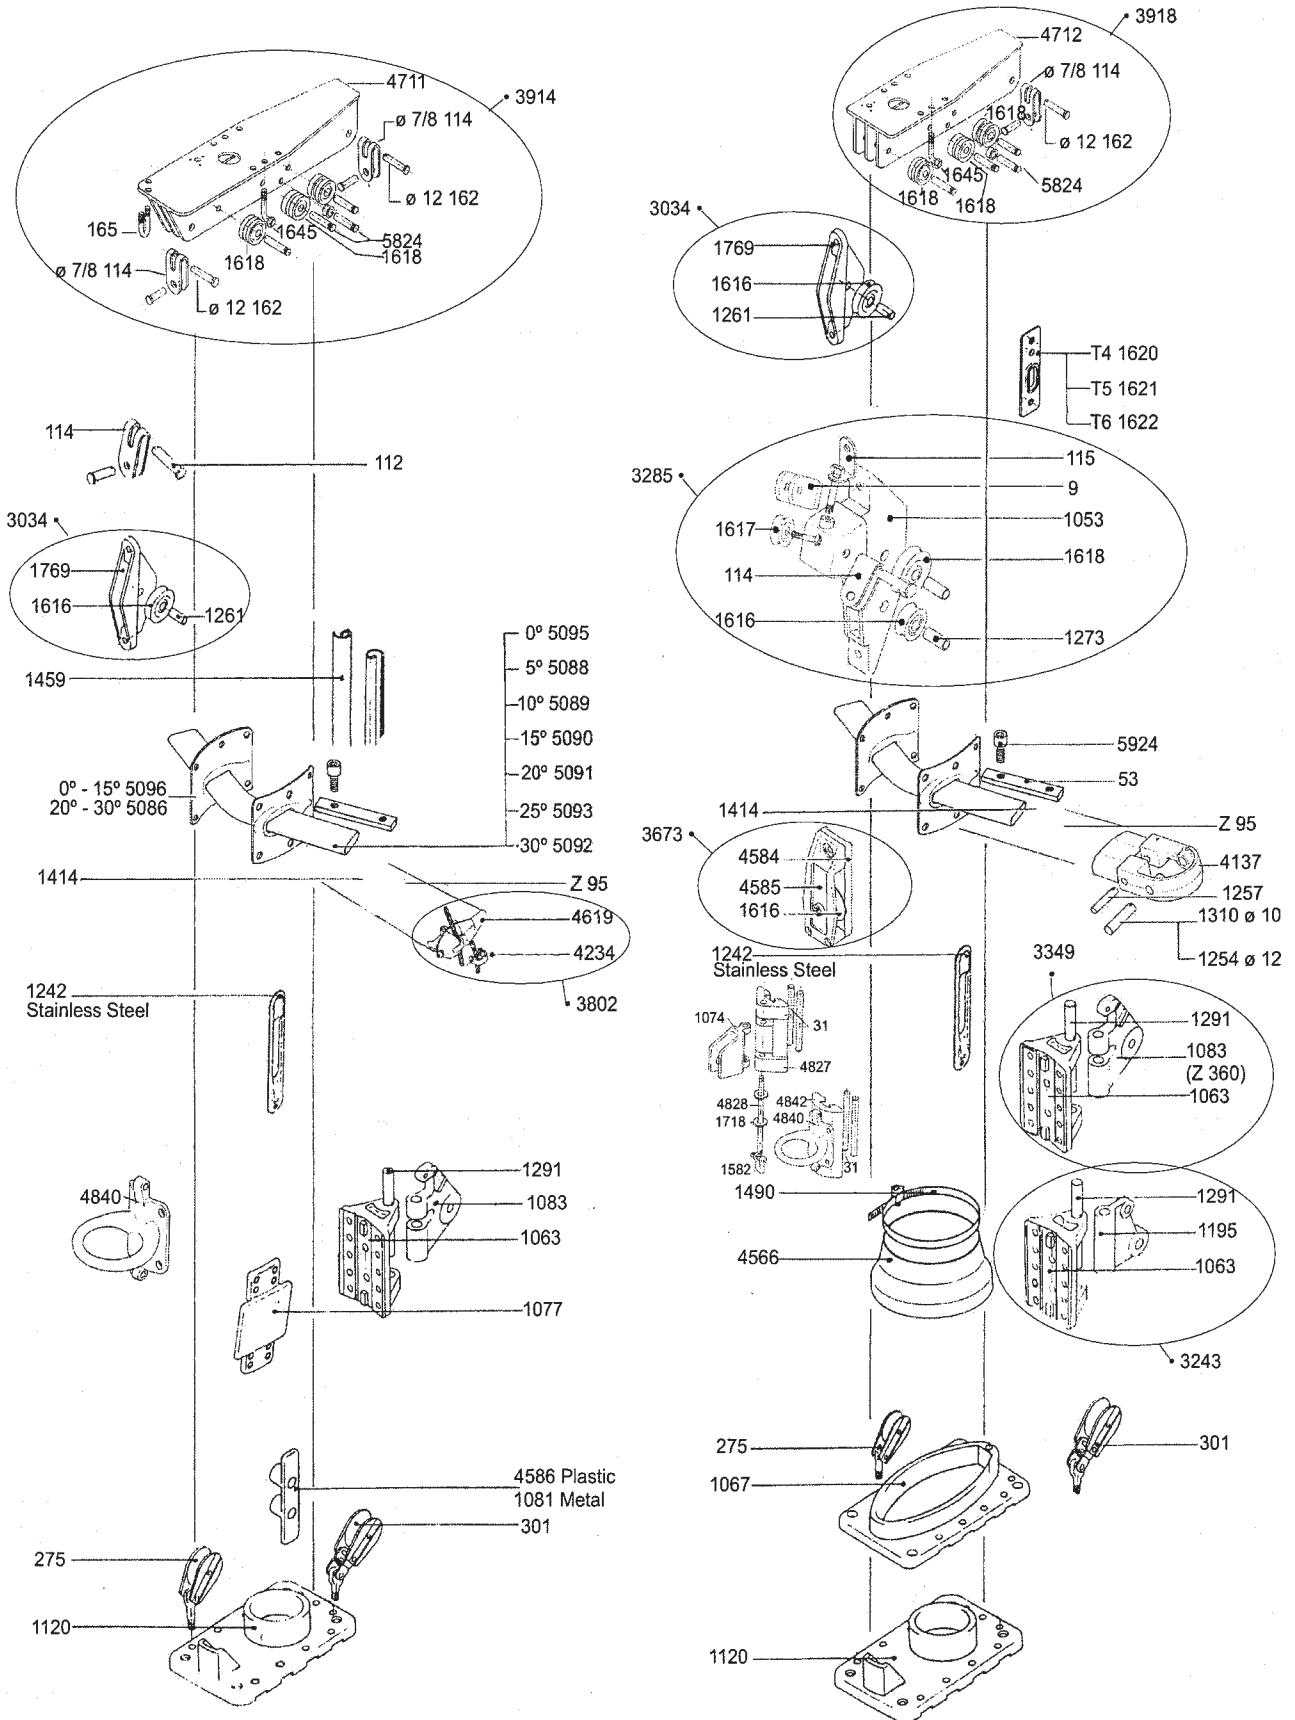 4711
• 3914
ø 7/8 114
ø 12 162
165
1645
5824
1618
1618
ø 7/8 114
ø 12 162
114
112
3034 •
1769
1616
1261
1459
0º 5095
5º 5088
10º 5089
15º 5090
20º 5091
25º 5093
30º 5092
0º - 15º 5096
20º - 30º 5086
1414
Z 95
4619
4234
• 3802
1242
Stainless Steel
4840
1291
1083
1063
1077
4586 Plastic
1081 Metal
301
275
1120
• 3918
4712
ø 7/8 114
1618
ø 12 162
1645
5824
1618
1618
3034 •
1769
1616
1261
T4 1620
T5 1621
T6 1622
3285 •
115
9
1053
1617
1618
114
1616
1273
5924
53
1414
Z 95
3673 •
4584
4585
1616
4137
1257
1310 ø 10
1254 ø 12
1242
Stainless Steel
3349
1074
31
4827
4828
4842
1718
4840
1582
31
1291
1083
(Z 360)
1063
1490
4566
1291
1195
1063
• 3243
275
301
1067
1120